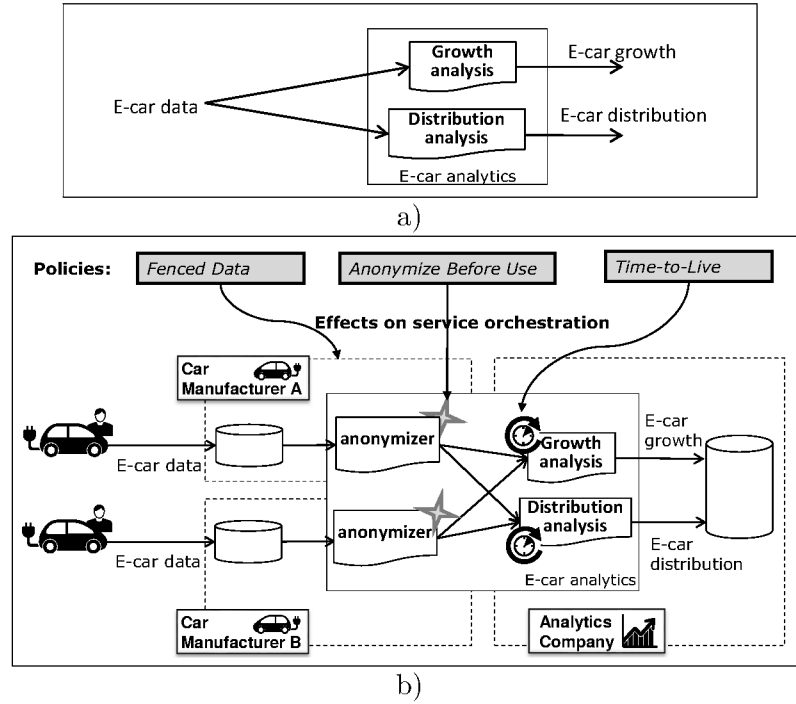 Growth
analysis
E-car growth
E-car data
Distribution
analysis
E-car distribution
E-car analytics
a)
Policies:
Fenced Data
Anonymize Before Use
Time-to-Live
Effects on service orchestration
Car
Manufacturer A
anonymizer
Growth
analysis
E-car
growth
E-car data
anonymizer
Distribution
analysis
E-car data
E-car analytics
E-car
distribution
Car
Manufacturer B
Analytics
Company
b)